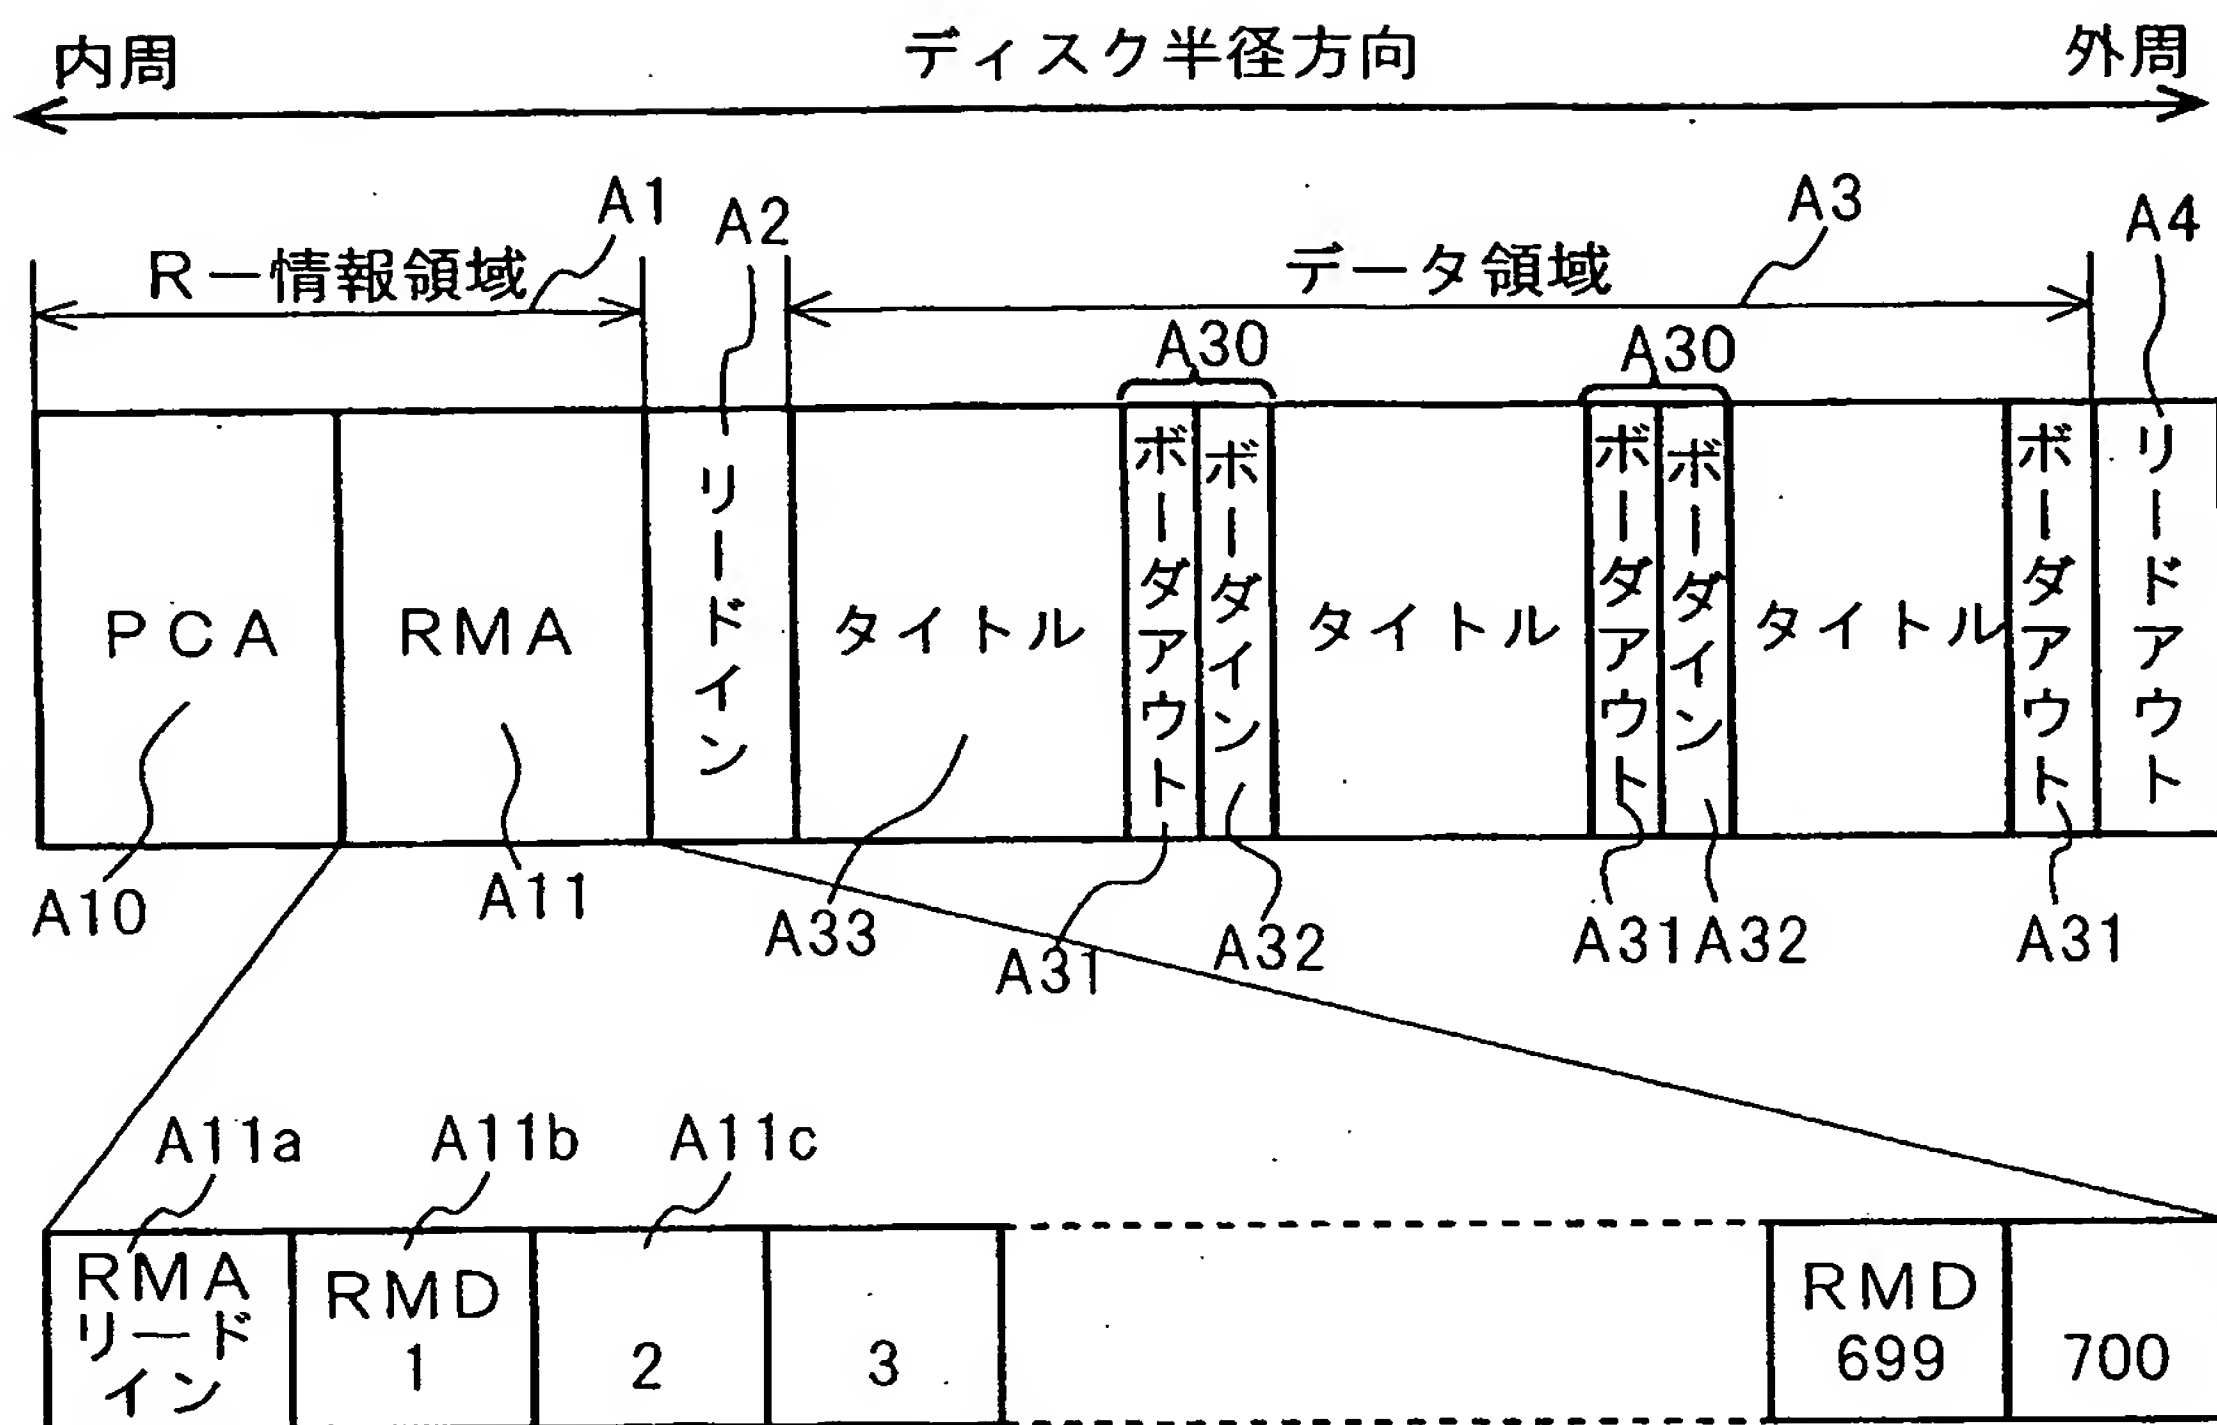 内周 ディスク半径方向 外周
A1 A2 A3 A4
R－情報領域 データ領域
A30 A30
PCA
RMA
リードイン
タイトル
ボーダアウト
ボーダイン
タイトル
ボーダアウト
ボーダイン
タイトル
ボーダアウト
リードアウト
A10 A11 A33 A31 A32 A31 A32 A31
A11a A11b A11c
RMA
リード
イン
RMD
1
2
3
RMD
699
700